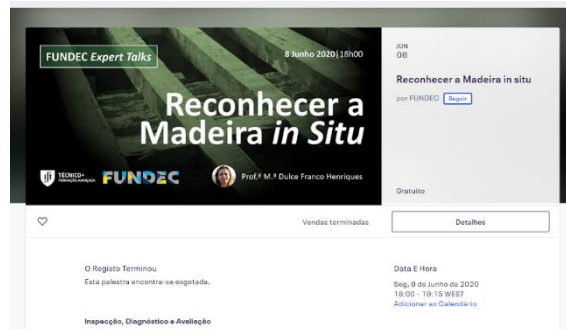 FUNDEC Expert Talks
8 Junho 2020|18h00
Reconhecer a
Madeira in Situ
TÉCNICO+
FORMAÇÃO AVANÇADA
FUNDEC
Prof.ª M.ª Dulce Franco Henriques
JUN
08
Reconhecer a Madeira in situ
por FUNDEC
Seguir
Gratuito
Vendas terminadas
Detalhes
O Registo Terminou
Esta palestra encontra-se esgotada.
Inspecção, Diagnóstico e Avaliação
Data E Hora
Seg, 8 de Junho de 2020
18:00 - 19:15 WEST
Adicionar ao Calendário